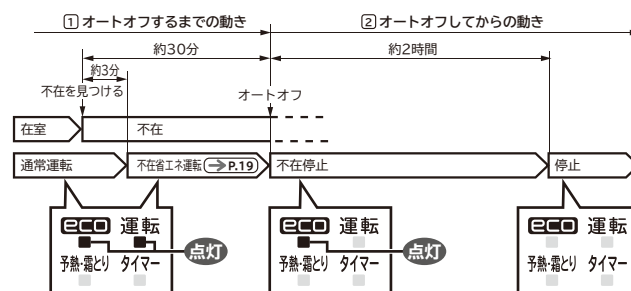 1 オートオフするまでの動き
2 オートオフしてからの動き
約30分
約2時間
約3分
不在を見つける
オートオフ
在室
不在
通常運転
不在省エネ運転 → P.19
不在停止
停止
eco 運転
点灯
予熱・霜とり タイマー
eco 運転
点灯
予熱・霜とり タイマー
eco 運転
予熱・霜とり タイマー